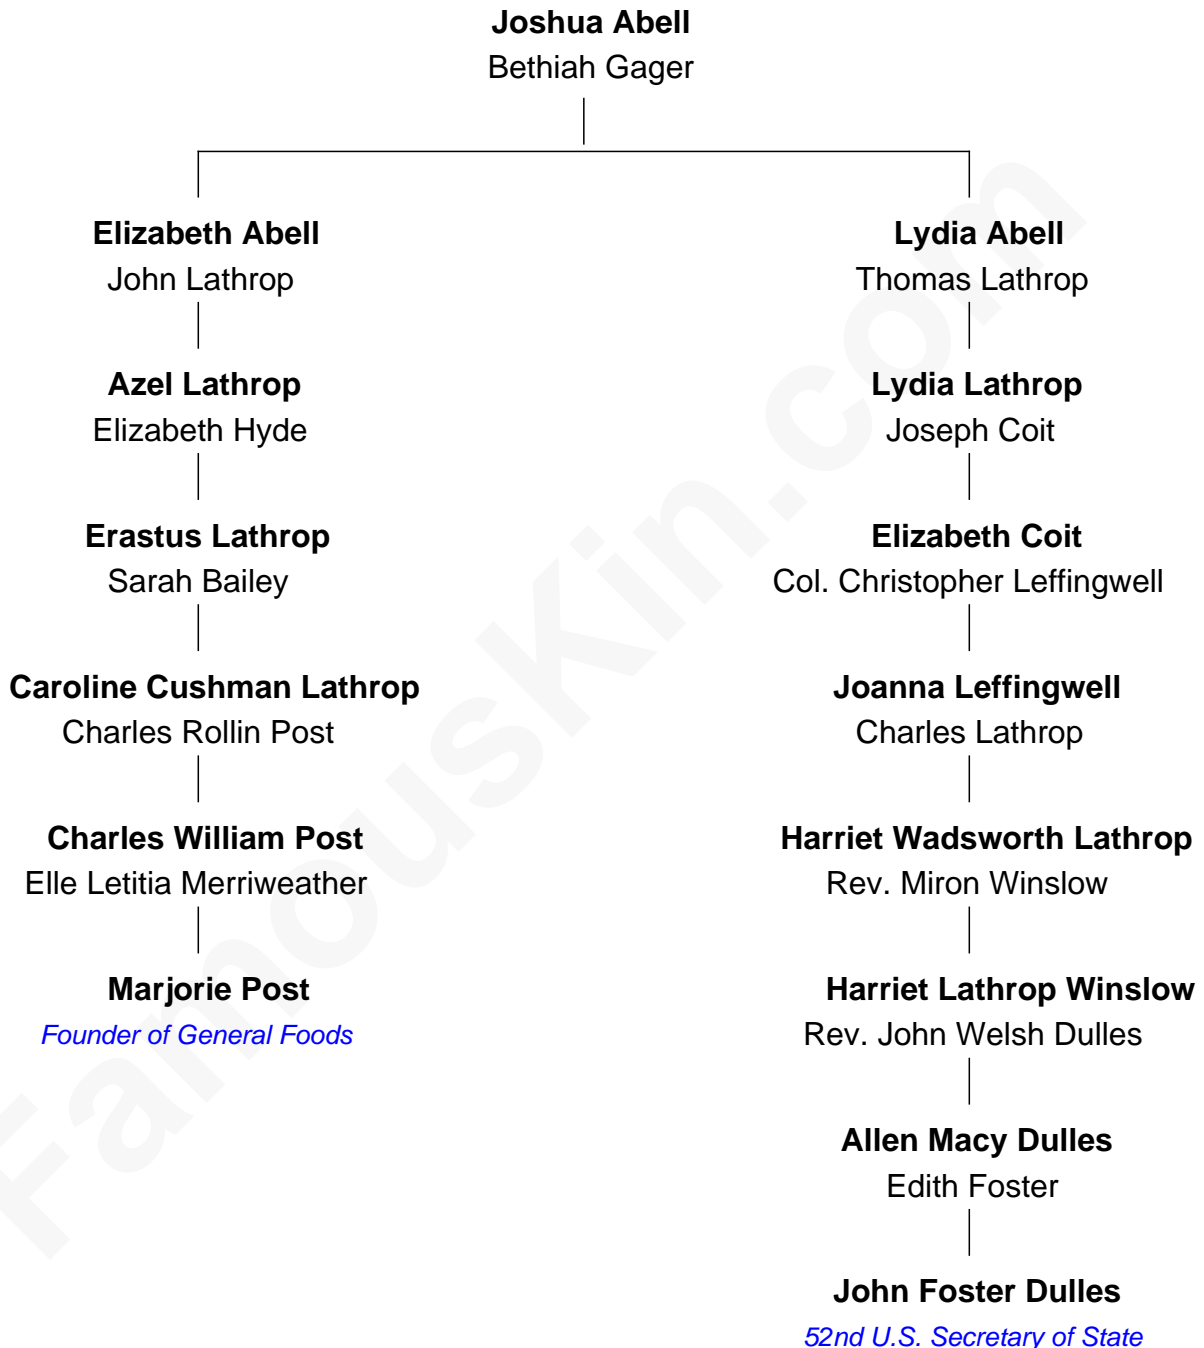 Joshua Abell
Bethiah Gager
Elizabeth Abell
John Lathrop
Lydia Abell
Thomas Lathrop
Azel Lathrop
Elizabeth Hyde
Lydia Lathrop
Joseph Coit
Erastus Lathrop
Sarah Bailey
Elizabeth Coit
Col. Christopher Leffingwell
Caroline Cushman Lathrop
Charles Rollin Post
Joanna Leffingwell
Charles Lathrop
Charles William Post
Elle Letitia Merriweather
Harriet Wadsworth Lathrop
Rev. Miron Winslow
Marjorie Post
Founder of General Foods
Harriet Lathrop Winslow
Rev. John Welsh Dulles
Allen Macy Dulles
Edith Foster
John Foster Dulles
52nd U.S. Secretary of State
FamousKin.com